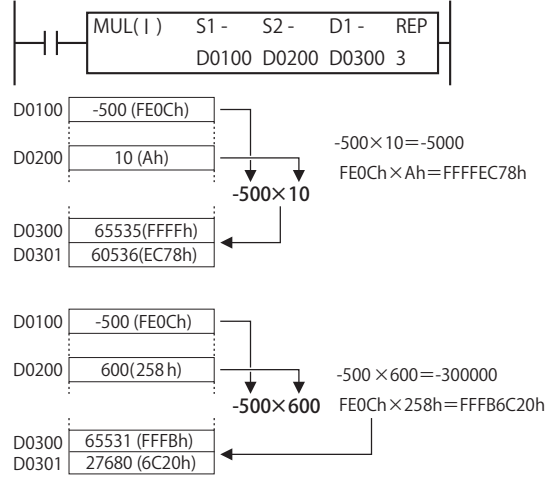 MUL( I ) S1 - S2 - D1 - REP
D0100 D0200 D0300 3
D0100 -500 (FE0Ch)
D0200 10 (Ah)
-500×10
-500×10=-5000
FE0Ch×Ah=FFFFEC78h
D0300 65535(FFFFh)
D0301 60536(EC78h)
D0100 -500 (FE0Ch)
D0200 600(258 h)
-500×600
-500 ×600=-300000
FE0Ch×258h=FFFB6C20h
D0300 65531 (FFFBh)
D0301 27680 (6C20h)